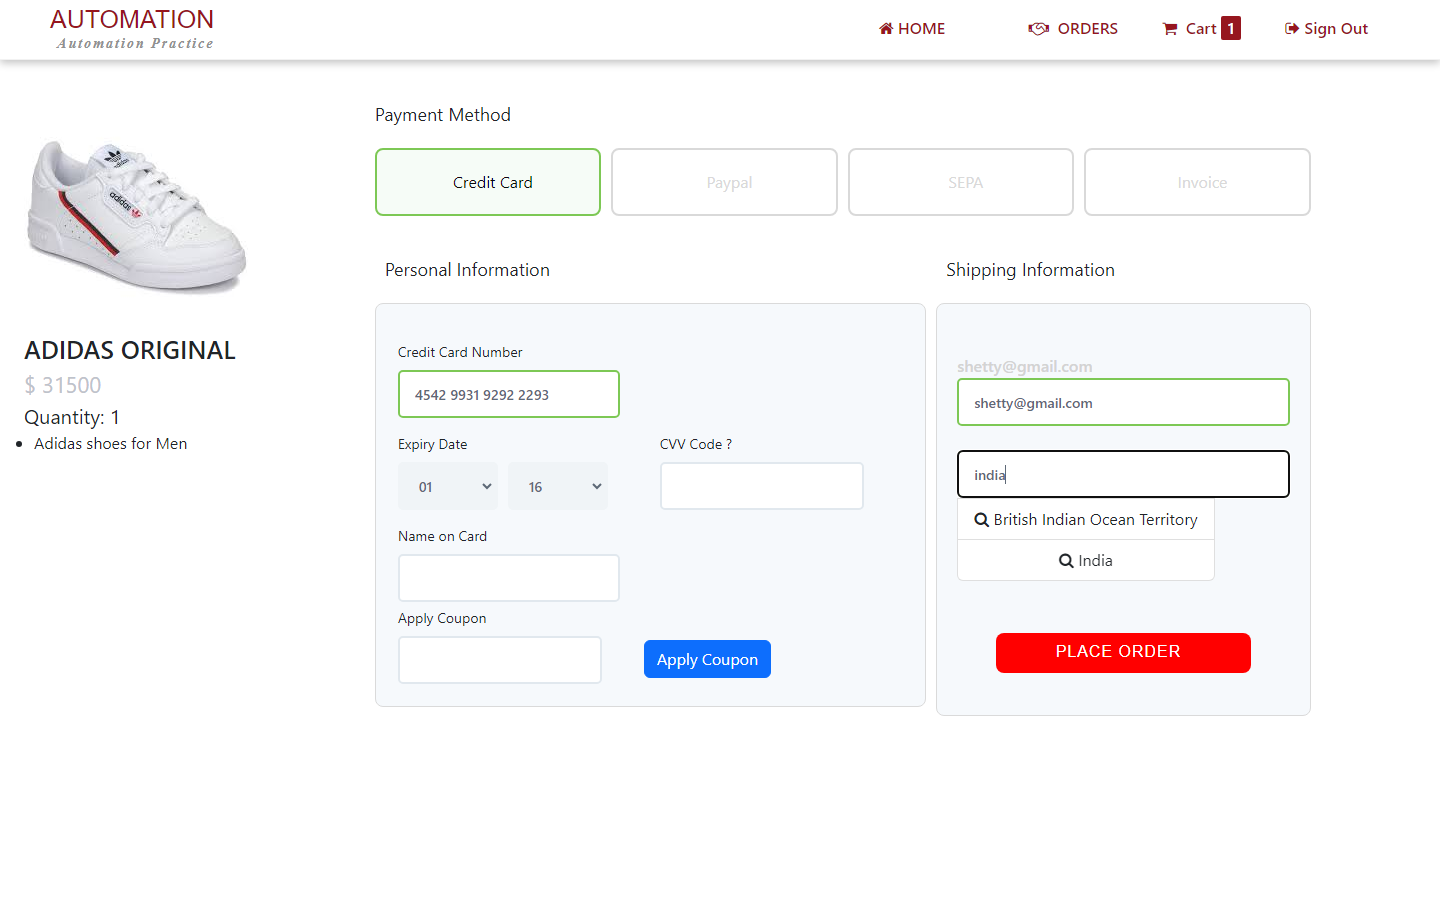 AUTOMATION
Automation Practice
HOME
ORDERS
Cart 1
Sign Out
adidas
adidas
ADIDAS ORIGINAL
$ 31500
Quantity: 1
Adidas shoes for Men
Payment Method
Credit Card
Paypal
SEPA
Invoice
Personal Information
Credit Card Number
4542 9931 9292 2293
Expiry Date
CVV Code ?
01
16
Name on Card
Apply Coupon
Apply Coupon
Shipping Information
shetty@gmail.com
shetty@gmail.com
india
British Indian Ocean Territory
India
PLACE ORDER